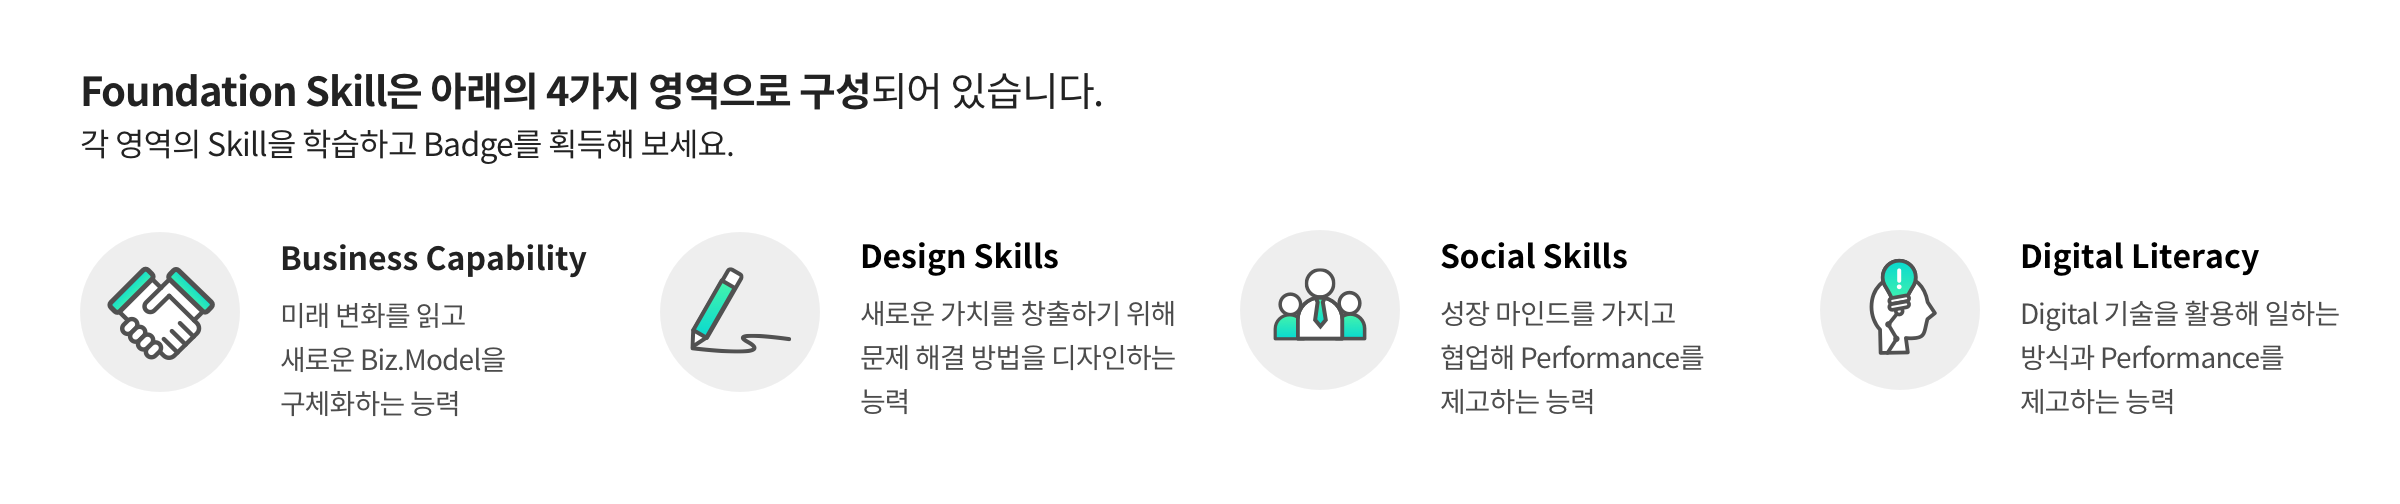 Foundation Skill은 아래의 4가지 영역으로 구성되어 있습니다.
각 영역의 Skill을 학습하고 Badge를 획득해 보세요.
Business Capability
미래 변화를 읽고
새로운 Biz.Model을
구체화하는 능력
Design Skills
새로운 가치를 창출하기 위해
문제 해결 방법을 디자인하는
능력
Social Skills
성장 마인드를 가지고
협업해 Performance를
제고하는 능력
Digital Literacy
Digital 기술을 활용해 일하는
방식과 Performance를
제고하는 능력